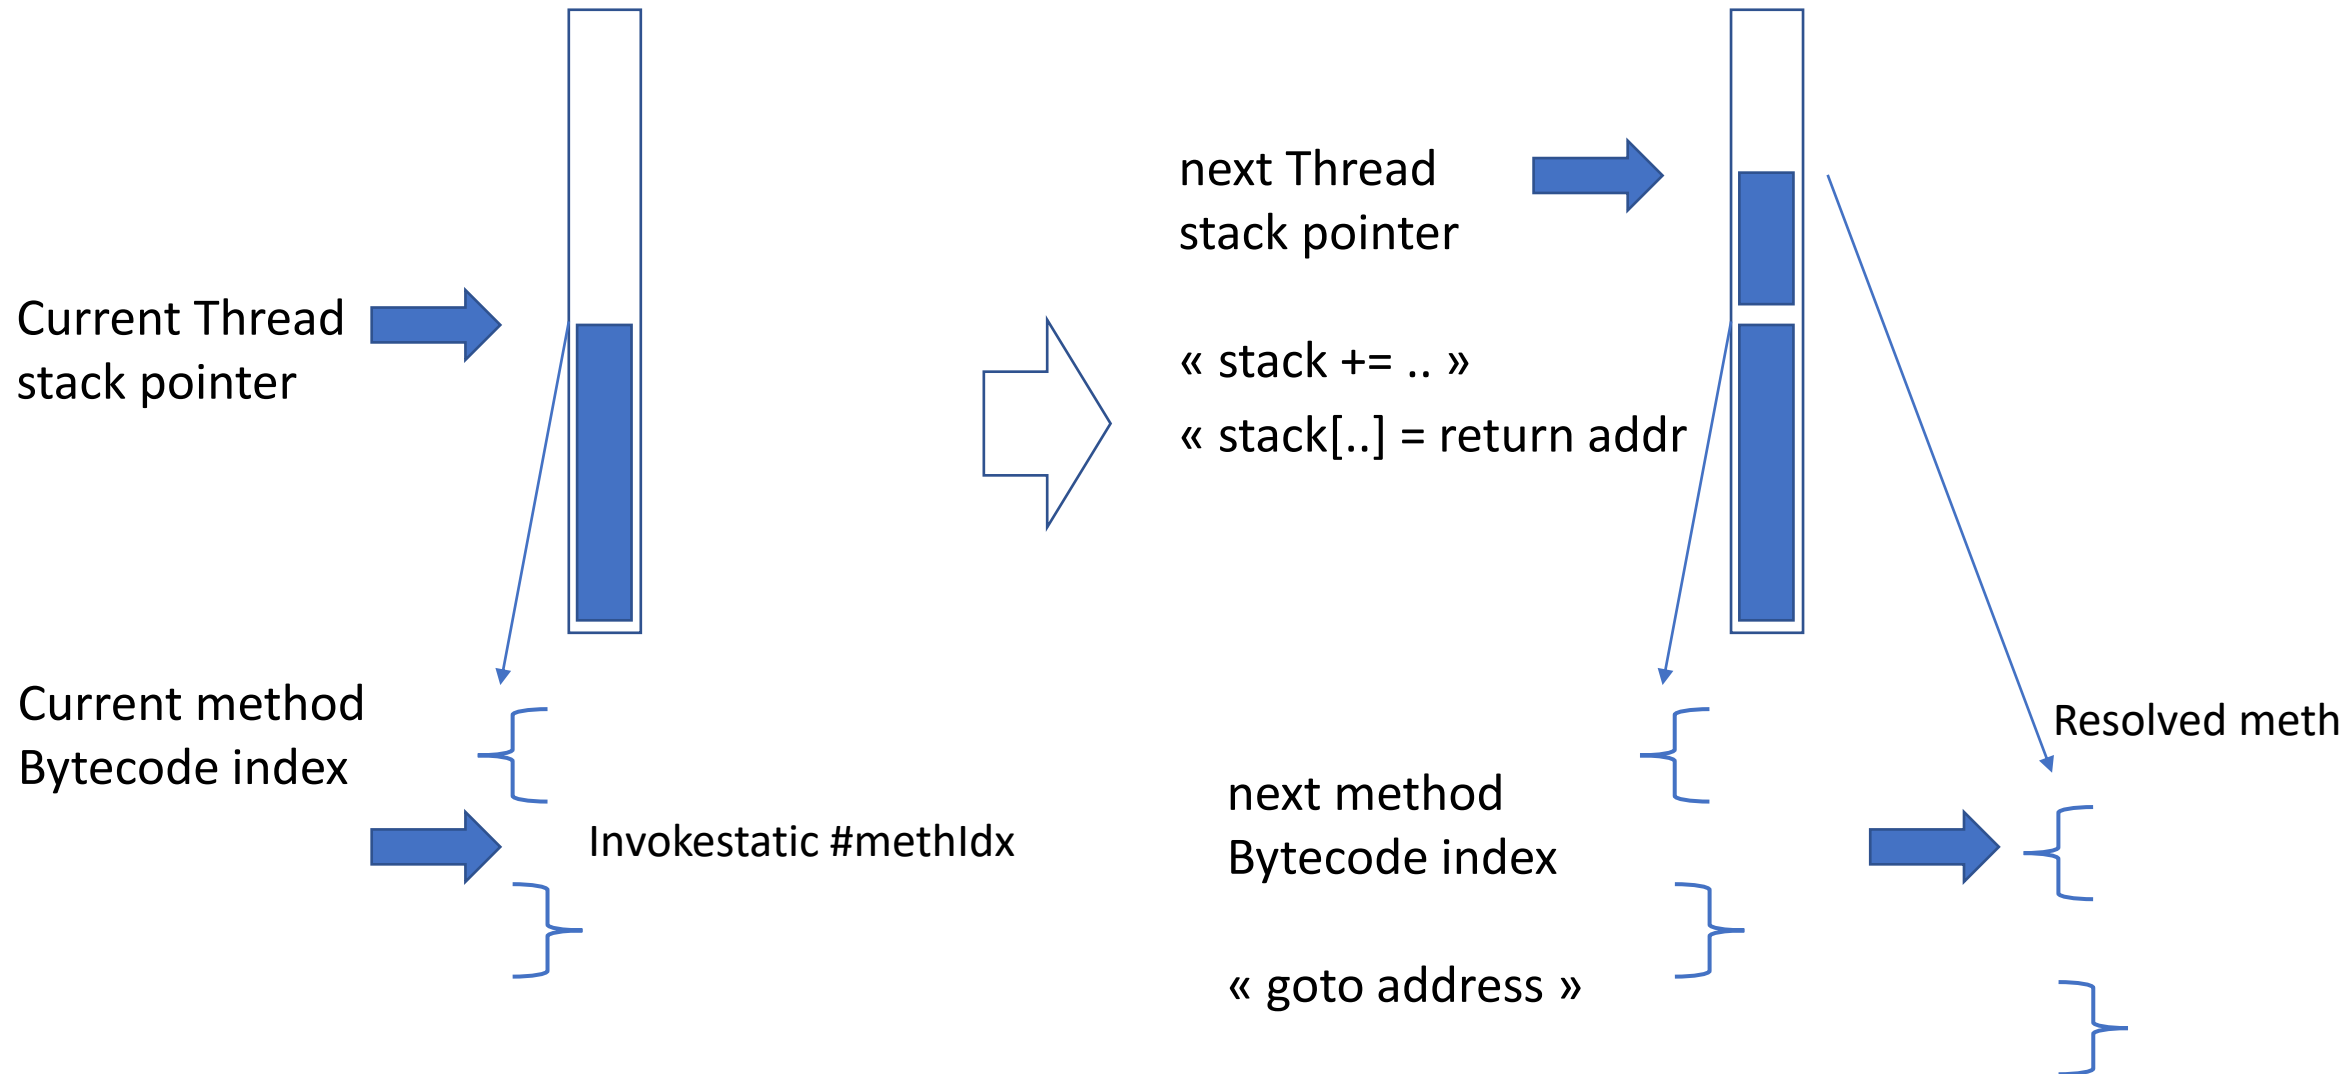 Current Thread
stack pointer
Current method
Bytecode index
Invokestatic #methIdx
next Thread
stack pointer
« stack += .. »
« stack[..] = return addr
next method
Bytecode index
« goto address »
Resolved meth